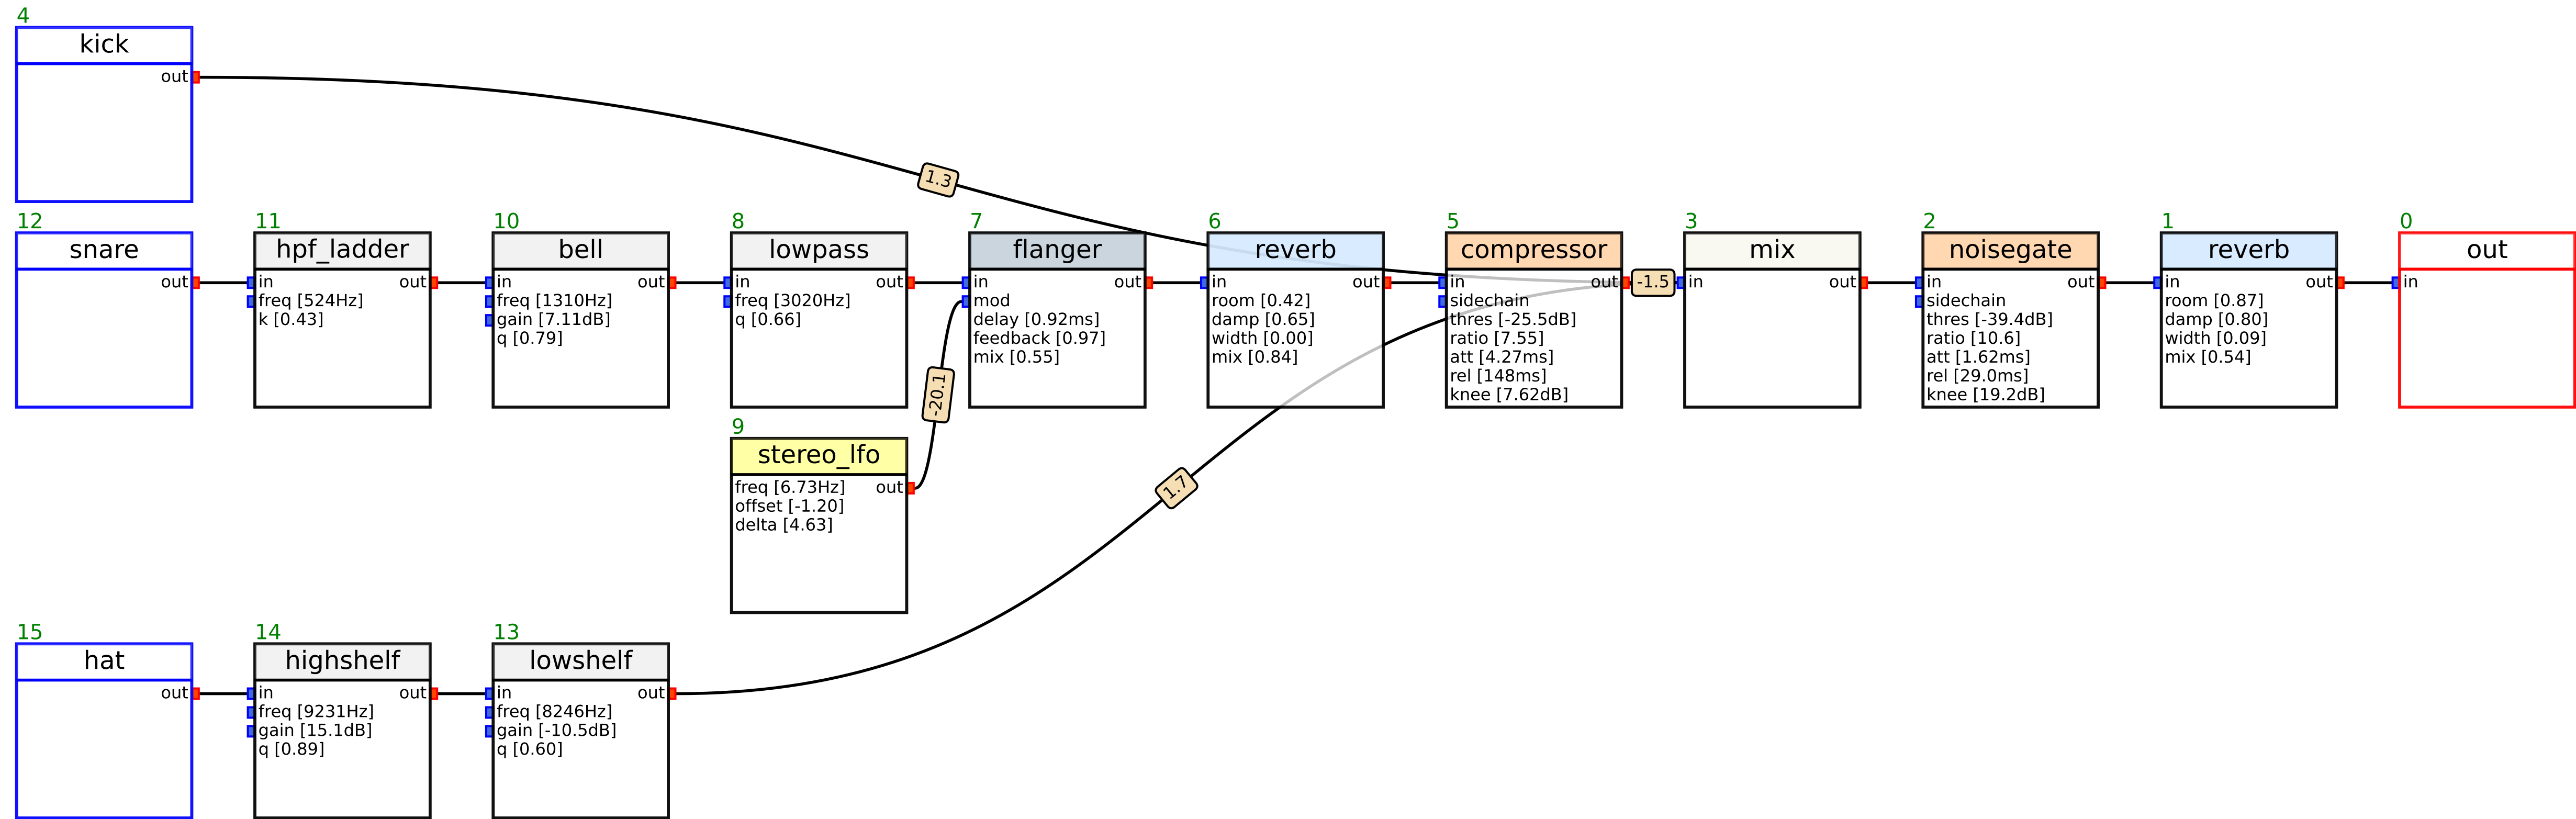 4
kick
out
1.3
12
snare
out
11
hpf_ladder
in out
freq [524Hz]
k [0.43]
10
bell
in out
freq [1310Hz]
gain [7.11dB]
q [0.79]
8
lowpass
in out
freq [3020Hz]
q [0.66]
7
flanger
in out
mod
delay [0.92ms]
feedback [0.97]
mix [0.55]
6
reverb
in out
room [0.42]
damp [0.65]
width [0.00]
mix [0.84]
5
compressor
in out
sidechain
thres [-25.5dB]
ratio [7.55]
att [4.27ms]
rel [148ms]
knee [7.62dB]
-1.5
3
mix
in out
2
noisegate
in out
sidechain
thres [-39.4dB]
ratio [10.6]
att [1.62ms]
rel [29.0ms]
knee [19.2dB]
1
reverb
in out
room [0.87]
damp [0.80]
width [0.09]
mix [0.54]
0
out
in
-20.1
9
stereo_lfo
freq [6.73Hz] out
offset [-1.20]
delta [4.63]
1.7
15
hat
out
14
highshelf
in out
freq [9231Hz]
gain [15.1dB]
q [0.89]
13
lowshelf
in out
freq [8246Hz]
gain [-10.5dB]
q [0.60]